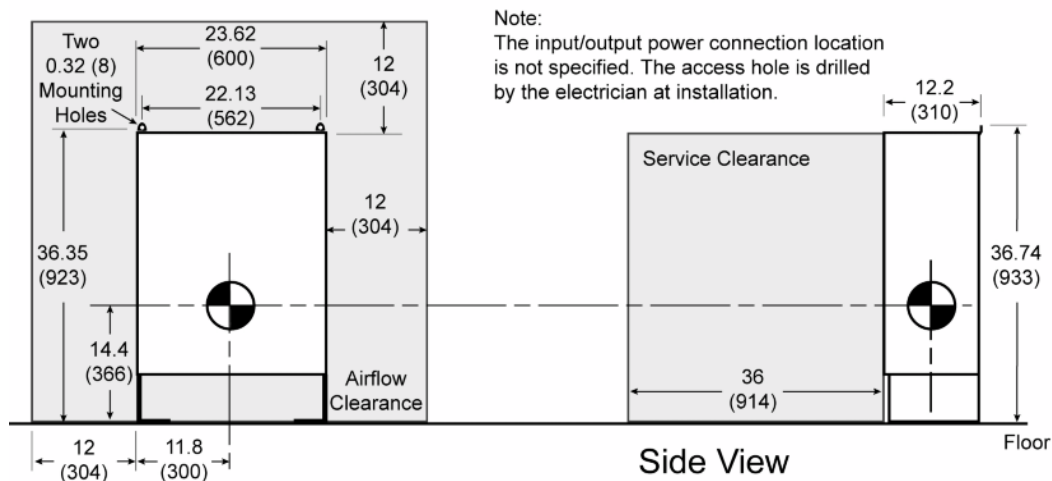 Two
0.32 (8)
Mounting
Holes
23.62
(600)
22.13
(562)
12
(304)
12
(304)
36.35
(923)
14.4
(366)
Airflow
Clearance
12
(304)
11.8
(300)
Note:
The input/output power connection location
is not specified. The access hole is drilled
by the electrician at installation.
12.2
(310)
Service Clearance
36.74
(933)
36
(914)
Floor
Side View